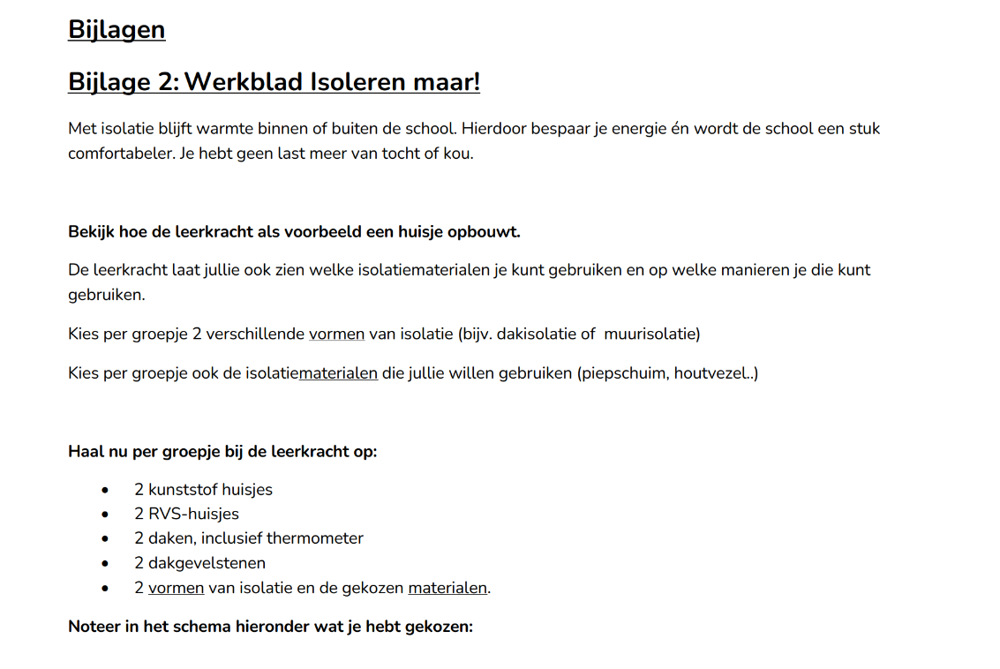 Bijlagen
Bijlage 2: Werkblad Isoleren maar!
Met isolatie blijft warmte binnen of buiten de school. Hierdoor bespaar je energie én wordt de school een stuk
comfortabeler. Je hebt geen last meer van tocht of kou.
Bekijk hoe de leerkracht als voorbeeld een huisje opbouwt.
De leerkracht laat jullie ook zien welke isolatiematerialen je kunt gebruiken en op welke manieren je die kunt
gebruiken.
Kies per groepje 2 verschillende vormen van isolatie (bijv. dakisolatie of  muurisolatie)
Kies per groepje ook de isolatiematerialen die jullie willen gebruiken (piepschuim, houtvezel..)
Haal nu per groepje bij de leerkracht op:
• 2 kunststof huisjes
• 2 RVS-huisjes
• 2 daken, inclusief thermometer
• 2 dakgevelstenen
• 2 vormen van isolatie en de gekozen materialen.
Noteer in het schema hieronder wat je hebt gekozen: